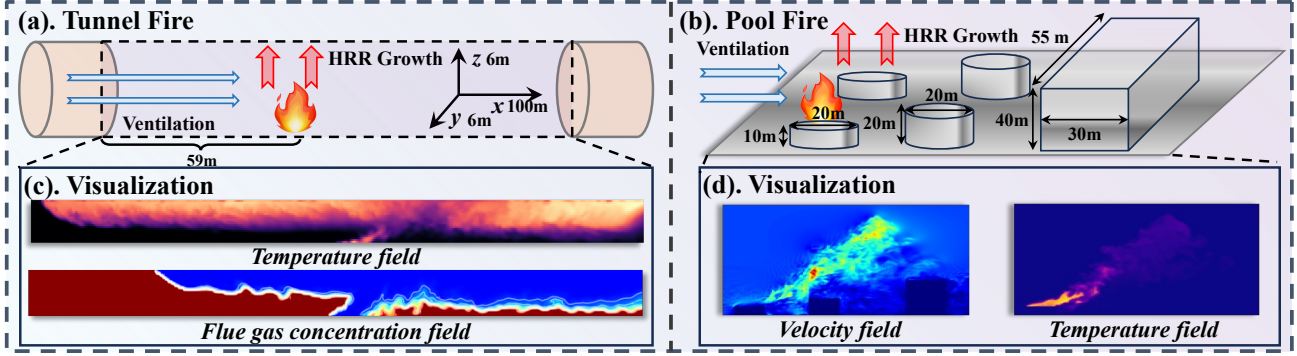 (a). Tunnel Fire
HRR Growth
z 6m
x 100m
y 6m
Ventilation
59m
(c). Visualization
Temperature field
Flue gas concentration field
(b). Pool Fire
Ventilation
HRR Growth
55 m
20m
20m
10m
20m
40m
30m
(d). Visualization
Velocity field
Temperature field